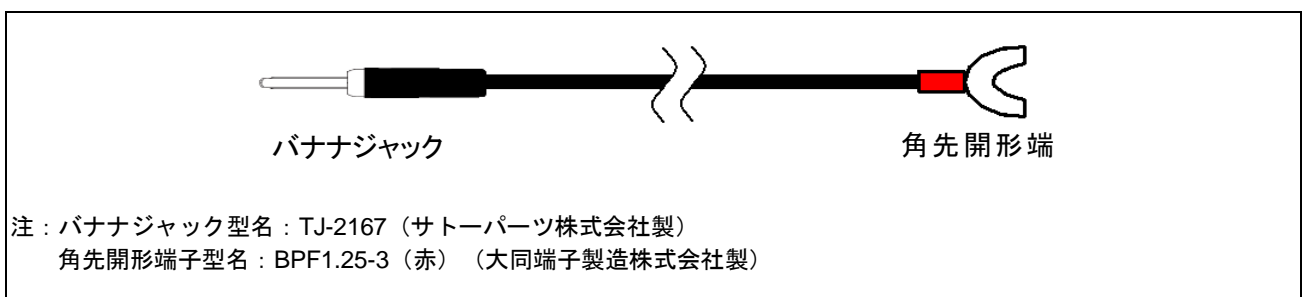 バナナジャック
角先開形端
注：バナナジャック型名：TJ-2167（サトーパーツ株式会社製）
角先開形端子型名：BPF1.25-3（赤）（大同端子製造株式会社製）